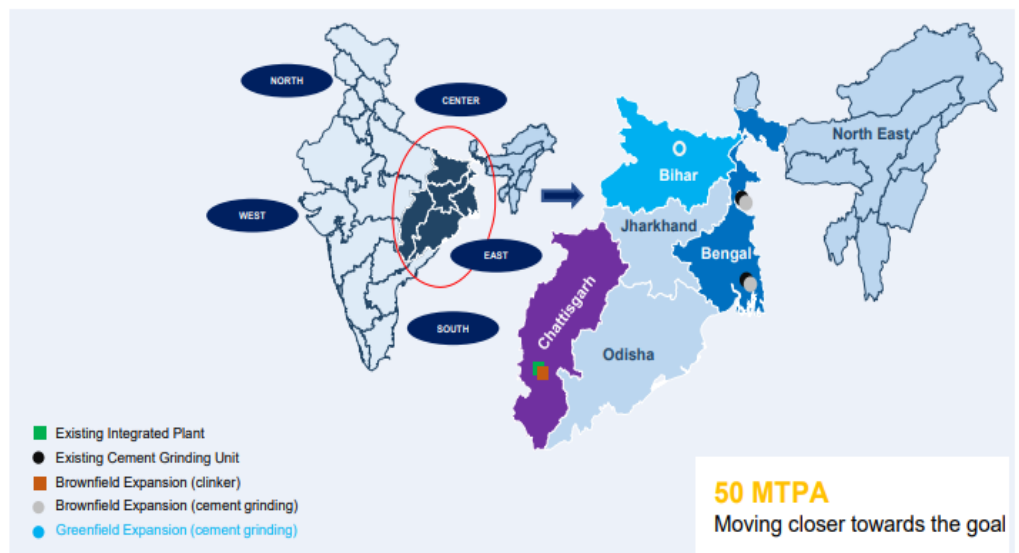 NORTH
CENTER
WEST
EAST
SOUTH
North East
Bihar
Jharkhand
Bengal
Chattisgarh
Odisha
Existing Integrated Plant
Existing Cement Grinding Unit
Brownfield Expansion (clinker)
Brownfield Expansion (cement grinding)
Greenfield Expansion (cement grinding)
50 MTPA
Moving closer towards the goal